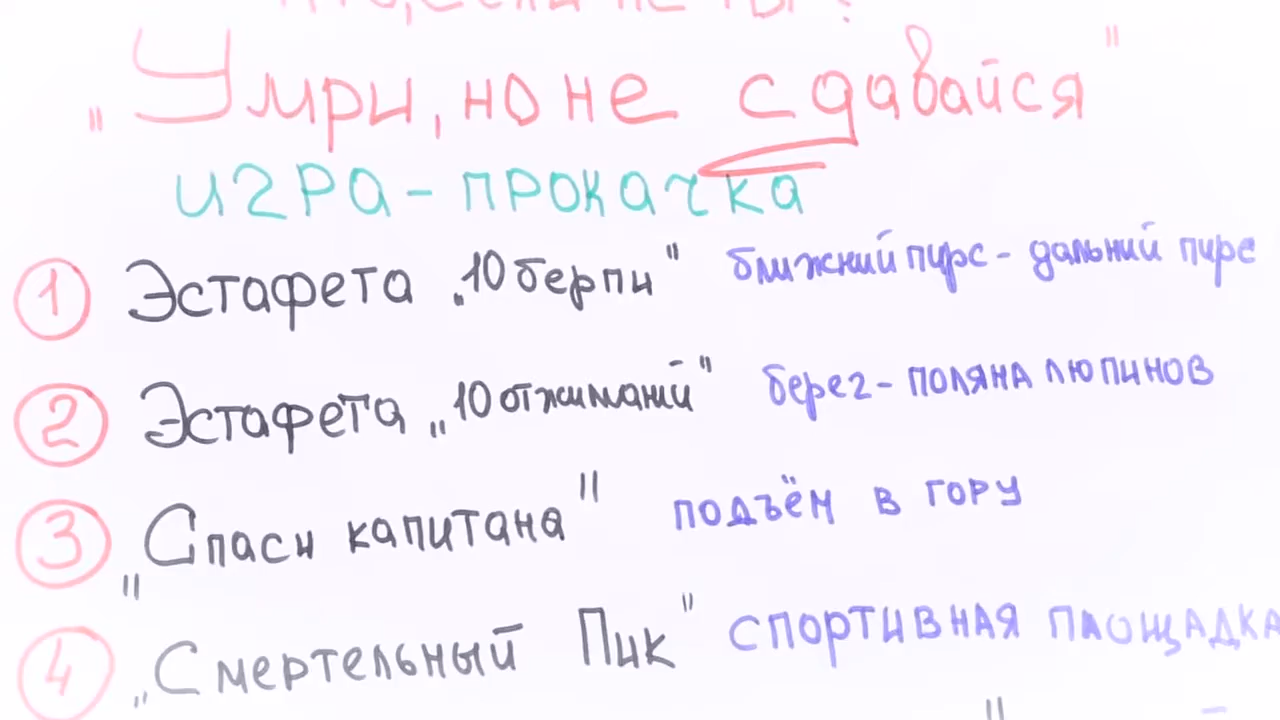 „Умри, но не сдавайся"
игра - прокачка
1 Эстафета „10 берпи" ближний пирс - дальний пирс
2 Эстафета „10 отжиманий" берег - поляна люпинов
3 „Спаси капитана" подъём в гору
4 „Смертельный Пик" спортивная площадка